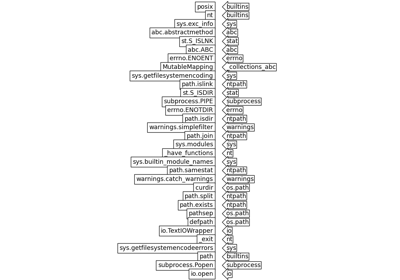 posix builtins
nt builtins
sys.exc_info sys
abc.abstractmethod abc
st.S_ISLNK stat
abc.ABC abc
errno.ENOENT errno
MutableMapping _collections_abc
sys.getfilesystemencoding sys
path.islink ntpath
st.S_ISDIR stat
subprocess.PIPE subprocess
errno.ENOTDIR errno
path.isdir ntpath
warnings.simplefilter warnings
path.join ntpath
sys.modules sys
_have_functions nt
sys.builtin_module_names sys
path.samestat ntpath
warnings.catch_warnings warnings
curdir os.path
path.split ntpath
path.exists ntpath
pathsep os.path
defpath os.path
io.TextIOWrapper io
_exit nt
sys.getfilesystemencodeerrors sys
path builtins
subprocess.Popen subprocess
io.open io